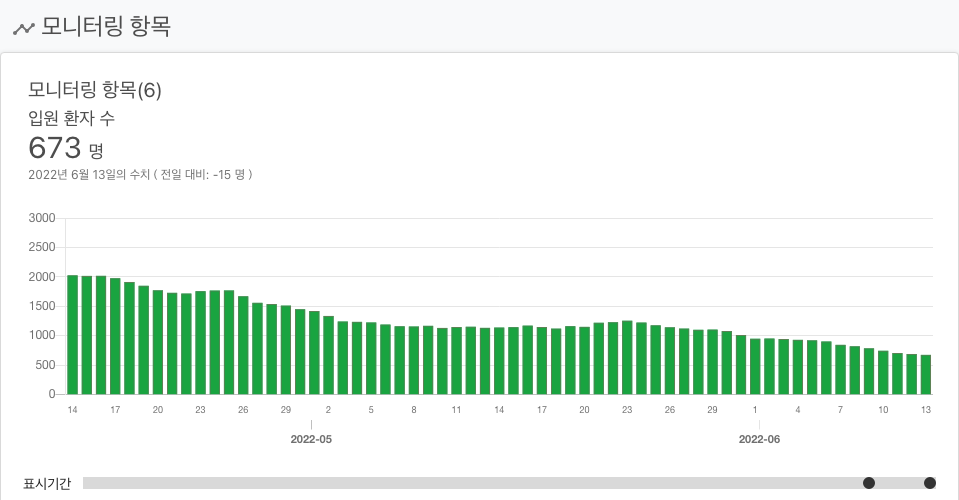 모니터링 항목
모니터링 항목(6)
입원 환자 수
673 명
2022년 6월 13일의 수치 ( 전일 대비: -15 명 )
3000
2500
2000
1500
1000
500
0
14 17 20 23 26 29 2 5 8 11 14 17 20 23 26 29 1 4 7 10 13
2022-05 2022-06
표시기간